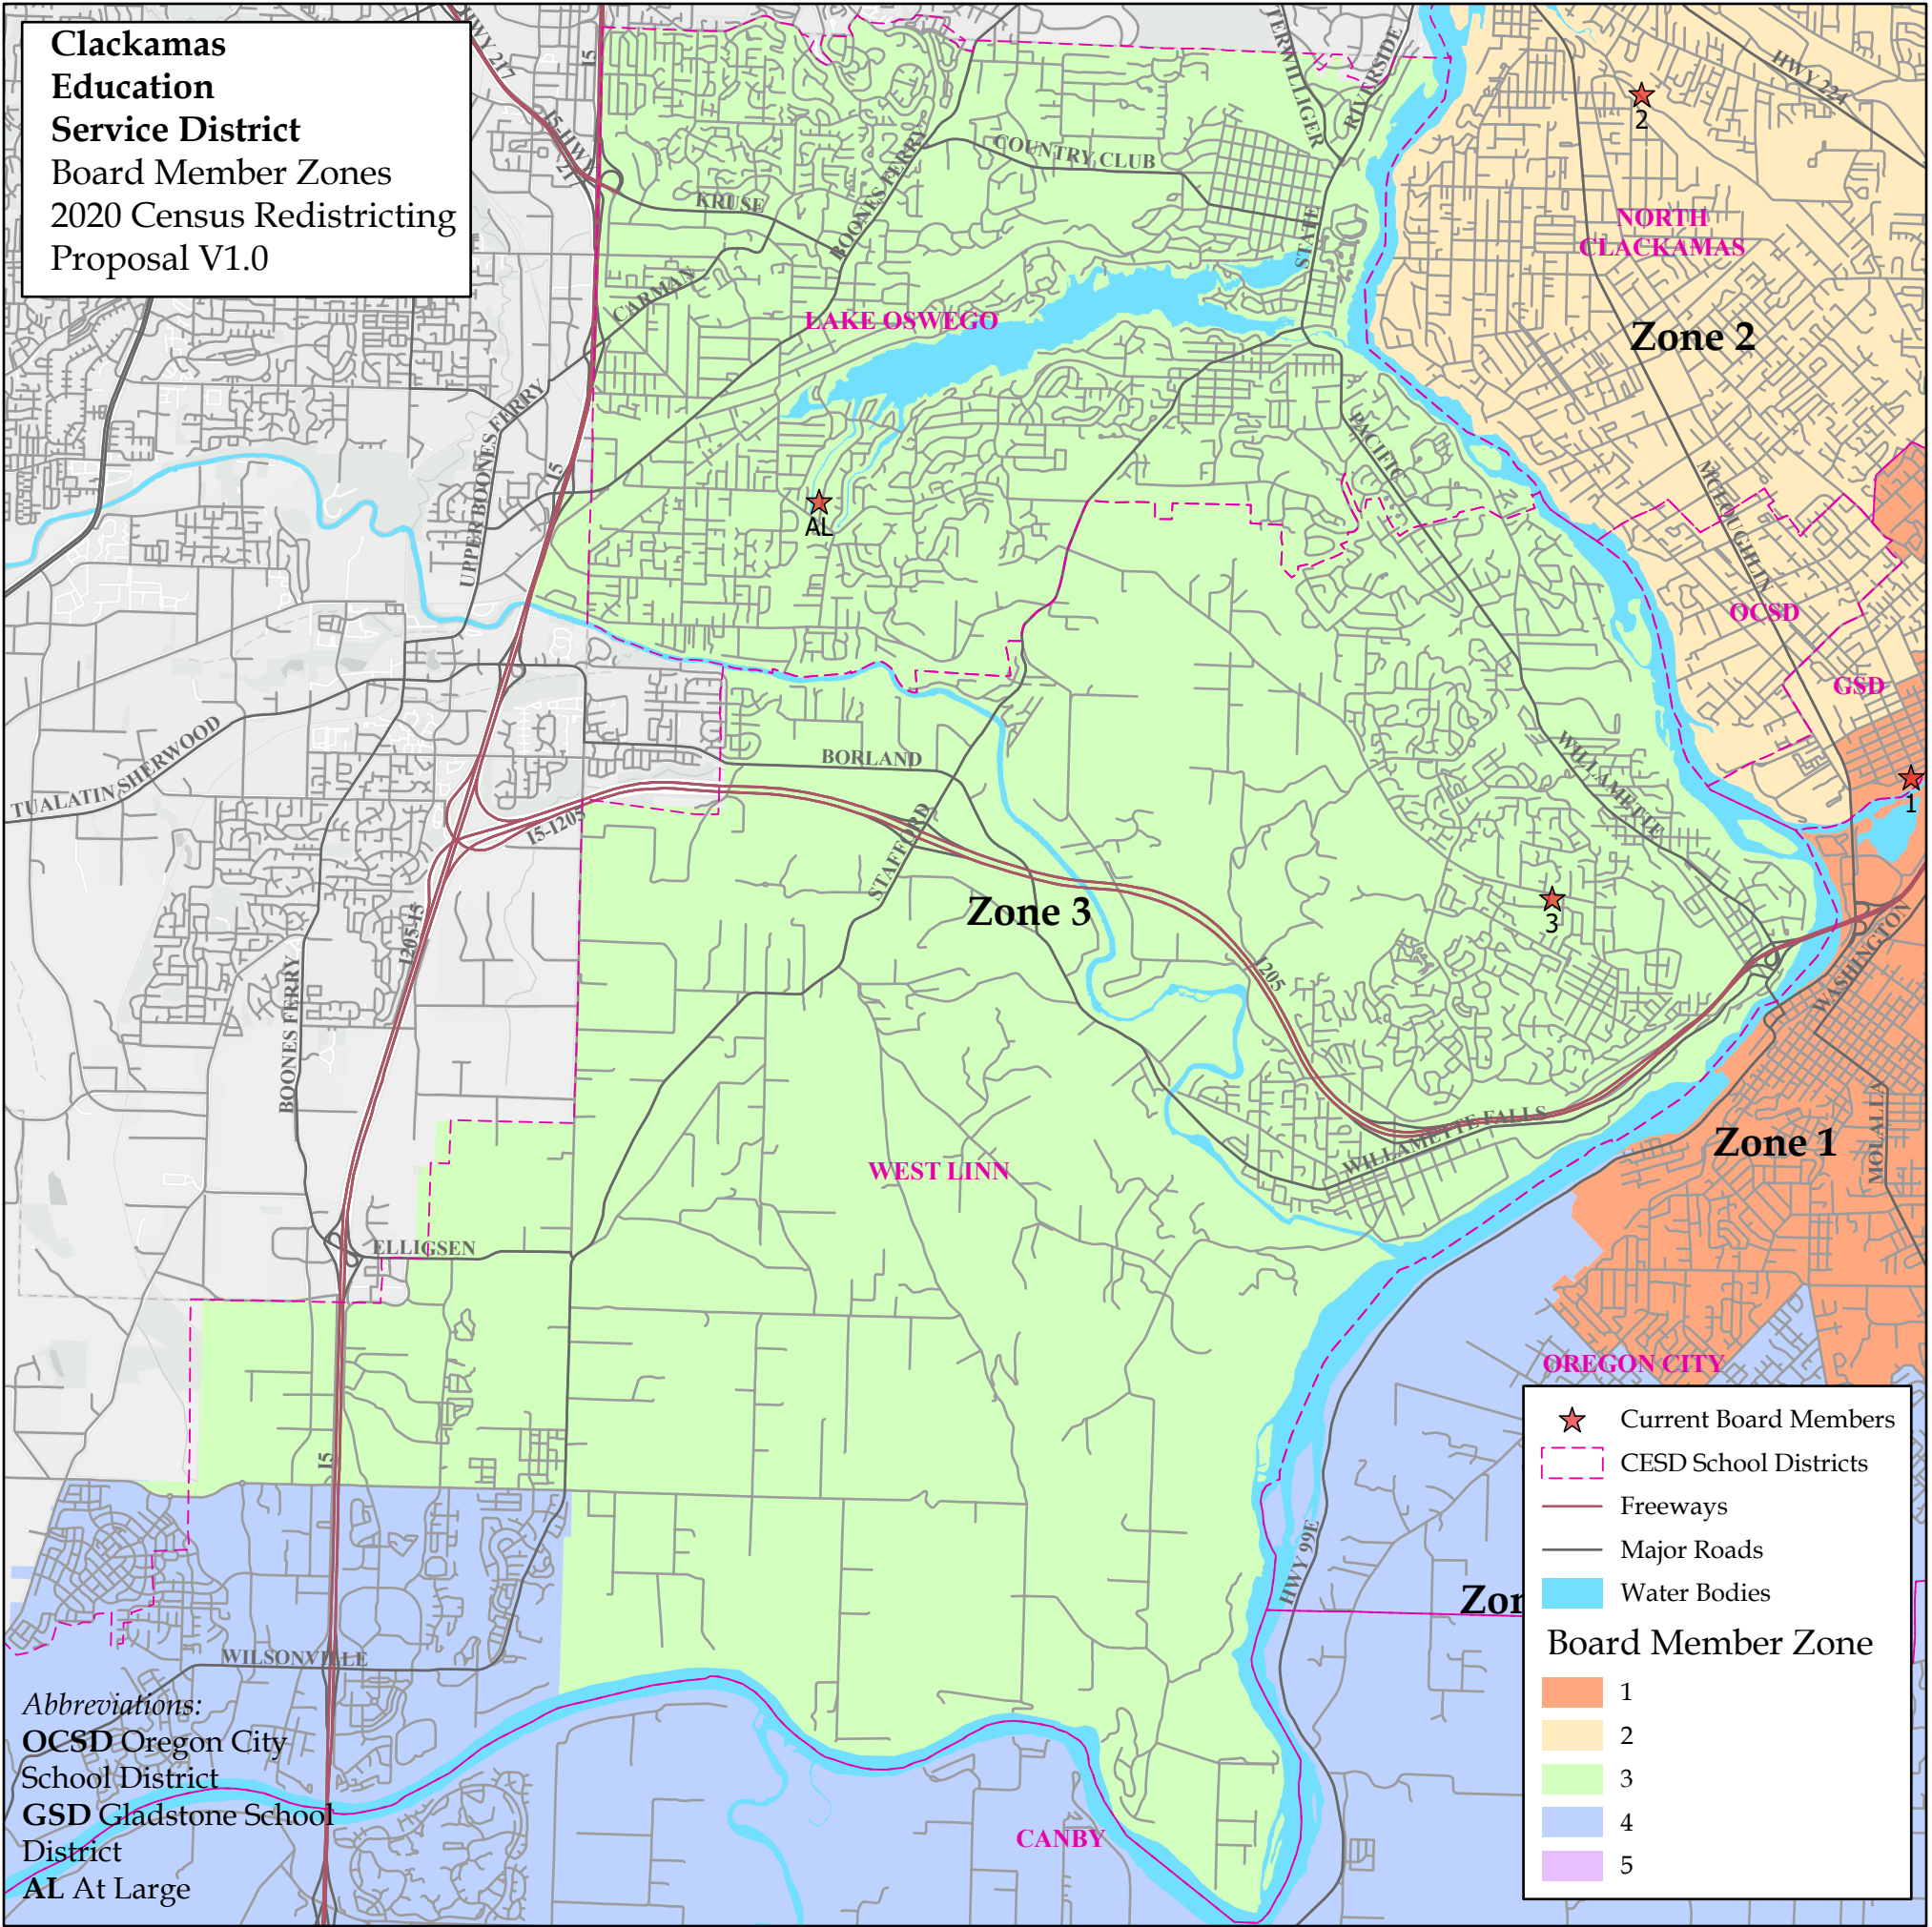 Clackamas
Education
Service District
Board Member Zones
2020 Census Redistricting
Proposal V1.0
HWY 217
I5
I5-HWY 217
TERWILLIGER
RIVERSIDE
HWY 224
2
COUNTRY CLUB
BOONES FERRY
KRUSE
STATE
NORTH
CLACKAMAS
CARMAN
LAKE OSWEGO
Zone 2
UPPER BOONES FERRY
I5
PACIFIC
AL
MCLOUGHLIN
OCSD
GSD
TUALATIN SHERWOOD
BORLAND
WILLAMETTE
1
I5-I205
STAFFORD
Zone 3
3
I205-I5
I205
WASHINGTON
BOONES FERRY
WILLAMETTE FALLS
Zone 1
MOLALLA
WEST LINN
ELLIGSEN
OREGON CITY
I5
HWY 99E
Zor
WILSONVILLE
CANBY
Abbreviations:
OCSD Oregon City
School District
GSD Gladstone School
District
AL At Large
Current Board Members
CESD School Districts
Freeways
Major Roads
Water Bodies
Board Member Zone
1
2
3
4
5